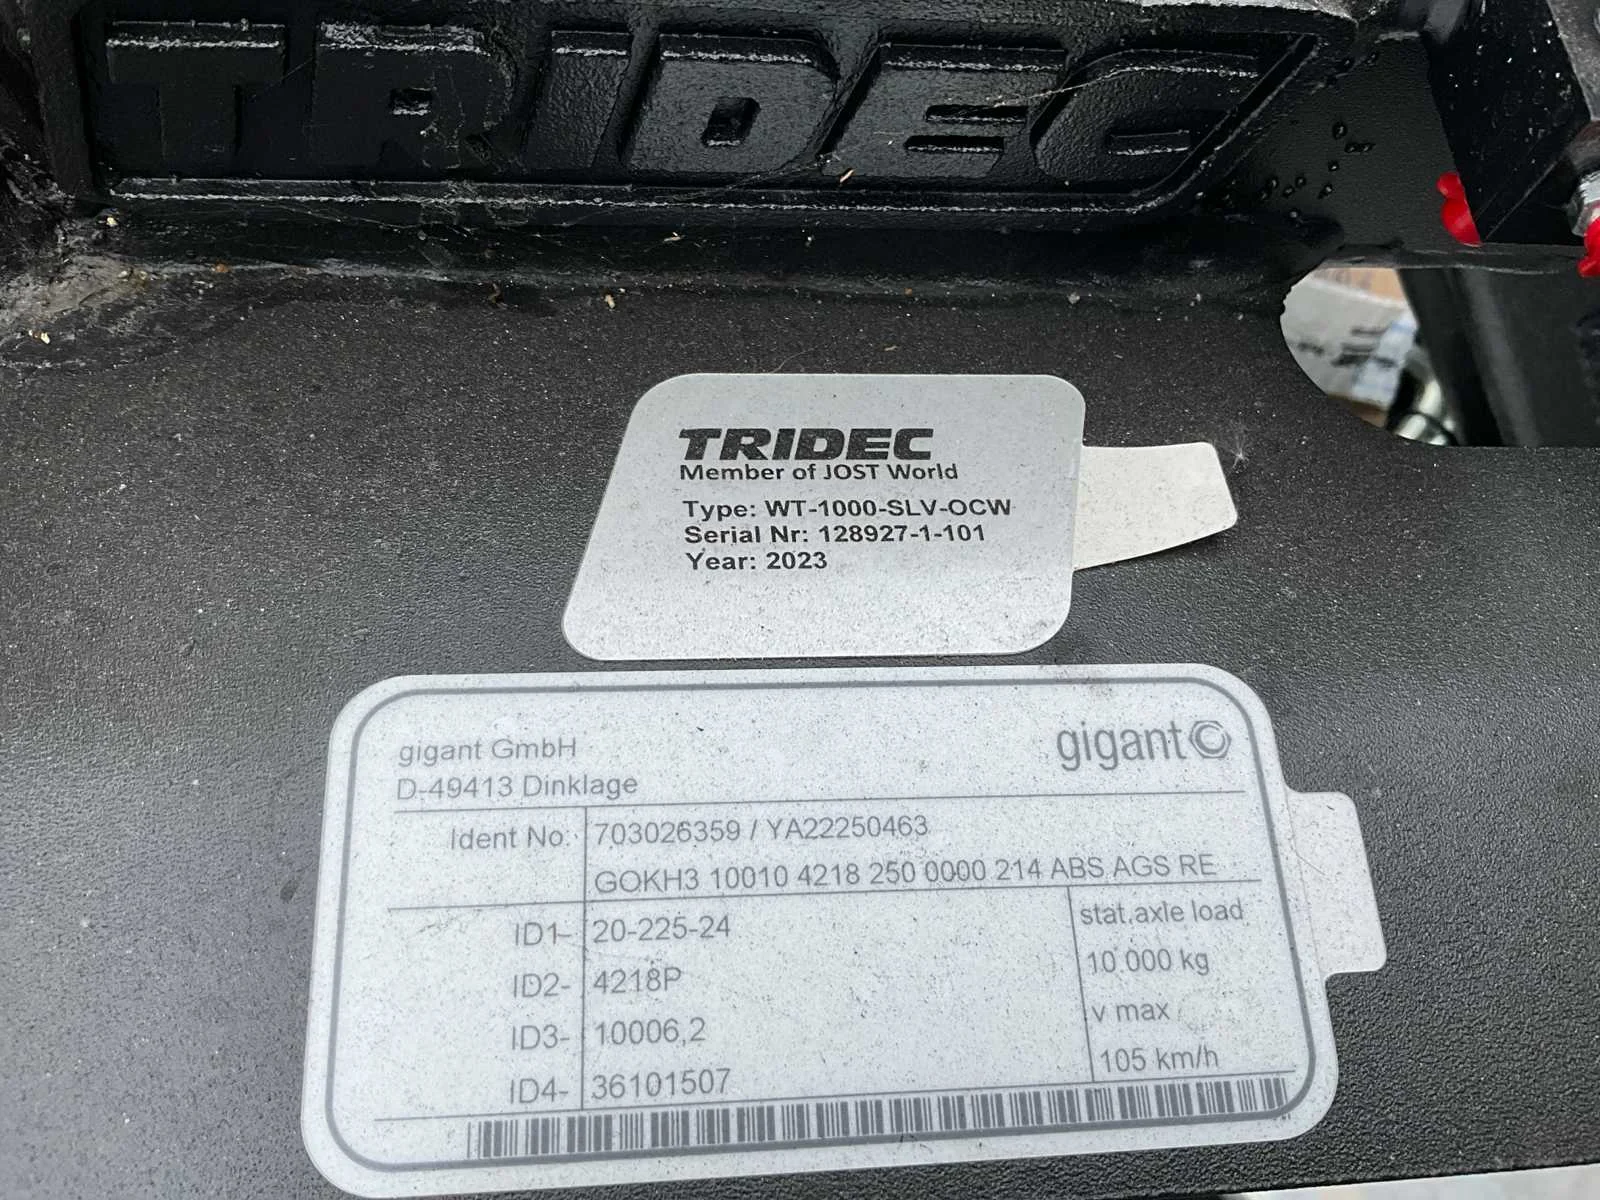 TRIDEC
TRIDEC
Member of JOST World
Type: WT-1000-SLV-OCW
Serial Nr: 128927-1-101
Year: 2023
gigant GmbH
D-49413 Dinklage
gigant
Ident No: 703026359 / YA22250463
GOKH3 10010 4218 250 0000 214 ABS AGS RE
ID1- 20-225-24
ID2- 4218P
ID3- 10006,2
ID4- 36101507
stat.axle load
10.000 kg
v max
105 km/h